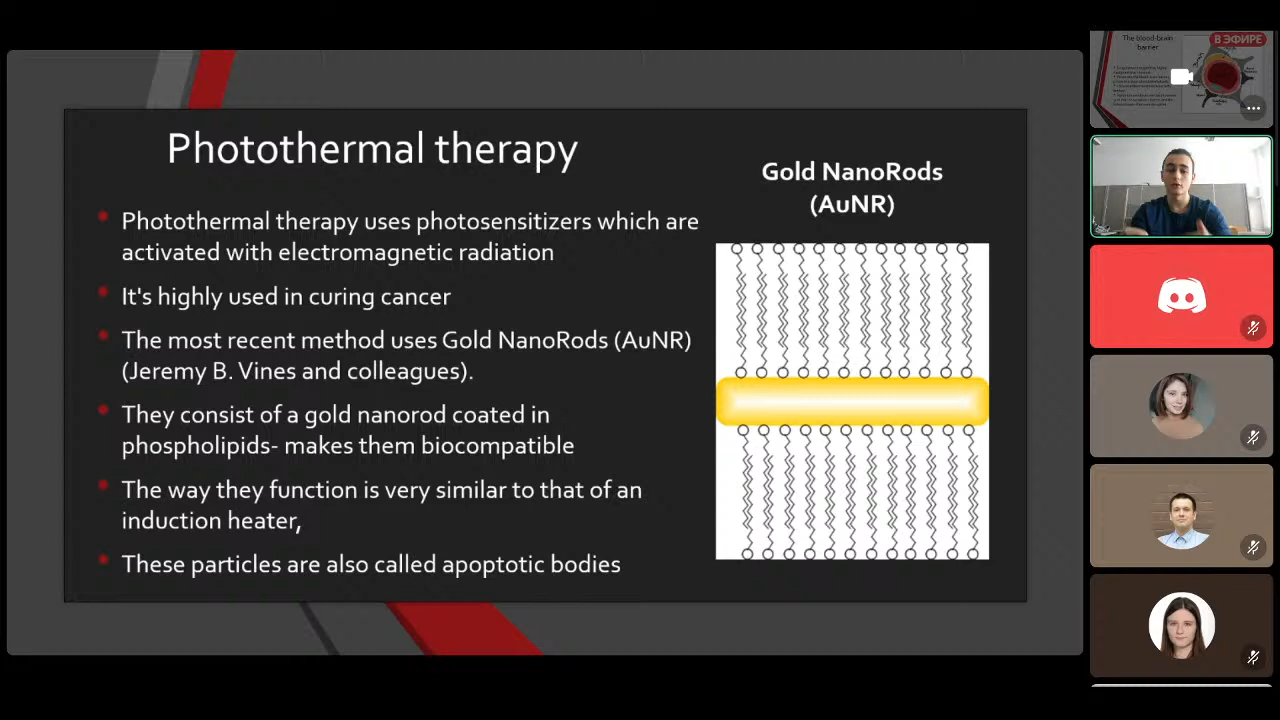 Photothermal therapy
Photothermal therapy uses photosensitizers which are
activated with electromagnetic radiation
It's highly used in curing cancer
The most recent method uses Gold NanoRods (AuNR)
(Jeremy B. Vines and colleagues).
They consist of a gold nanorod coated in
phospholipids- makes them biocompatible
The way they function is very similar to that of an
induction heater,
These particles are also called apoptotic bodies
Gold NanoRods
(AuNR)
The blood-brain
barrier
В ЭФИРЕ